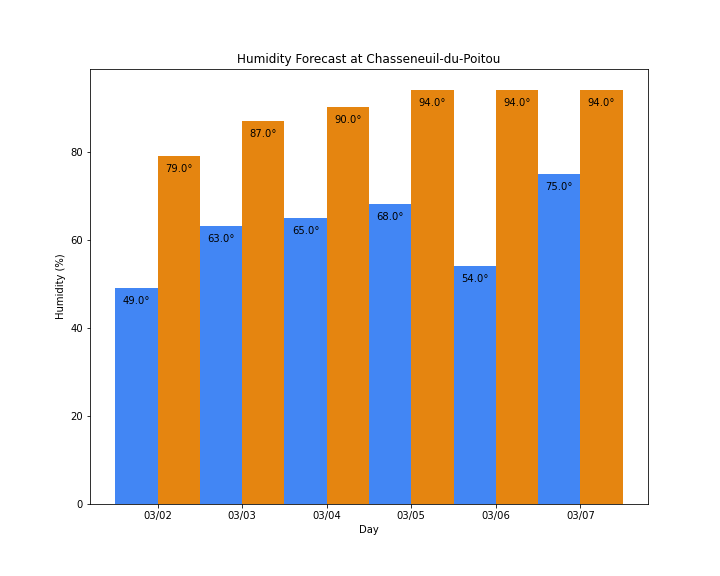 Humidity Forecast at Chasseneuil-du-Poitou
94.0° 94.0° 94.0°
90.0°
87.0°
80
79.0°
75.0°
68.0°
65.0°
63.0°
60
54.0°
49.0°
Humidity (%)
40
20
0
03/02 03/03 03/04 03/05 03/06 03/07
Day